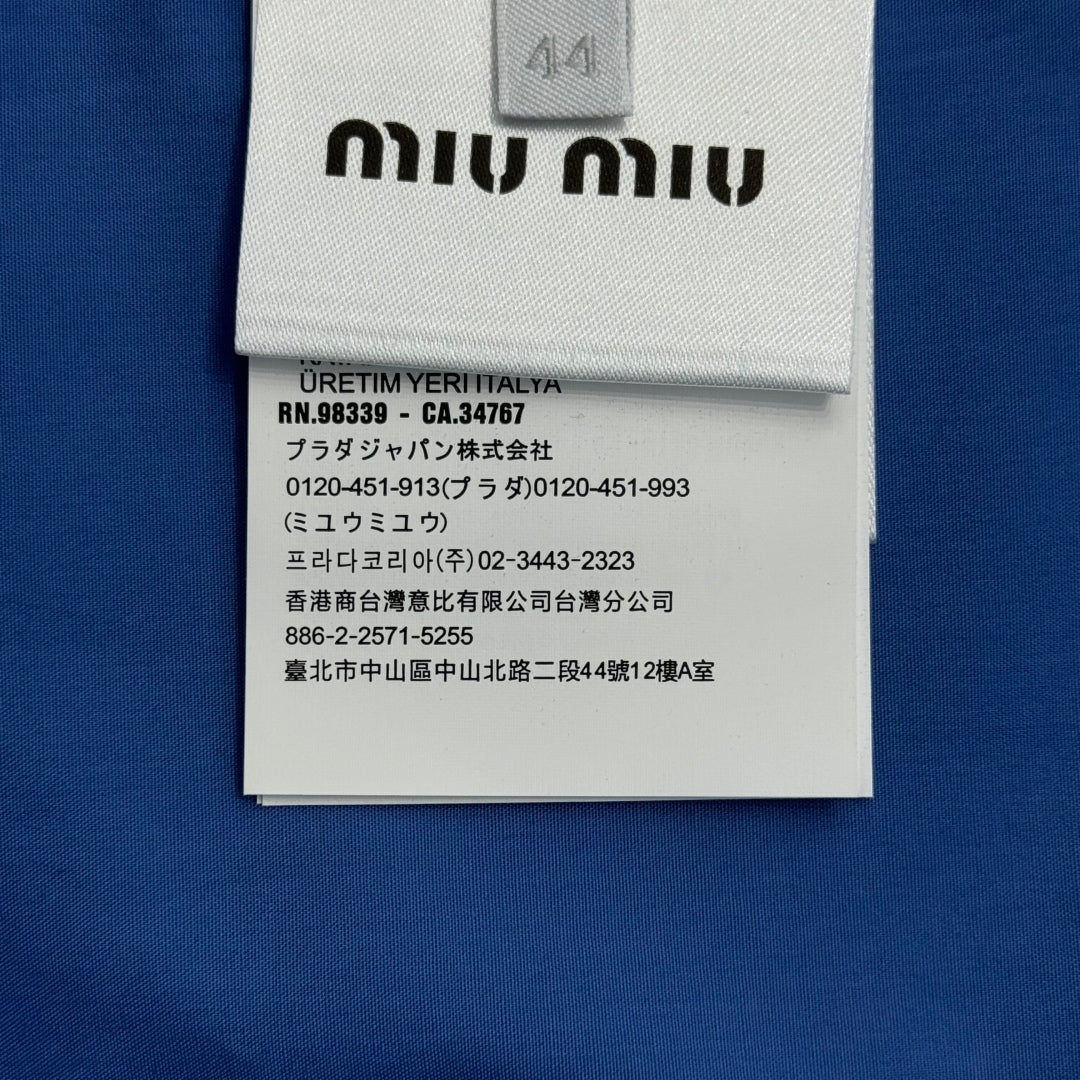 44
miu miu
ÜRETIM YERI ITALYA
RN.98339 - CA.34767
プラダジャパン株式会社
0120-451-913(プラダ)0120-451-993
(ミユウミユウ)
프라다코리아(주)02-3443-2323
香港商台灣意比有限公司台灣分公司
886-2-2571-5255
臺北市中山區中山北路二段44號12樓A室